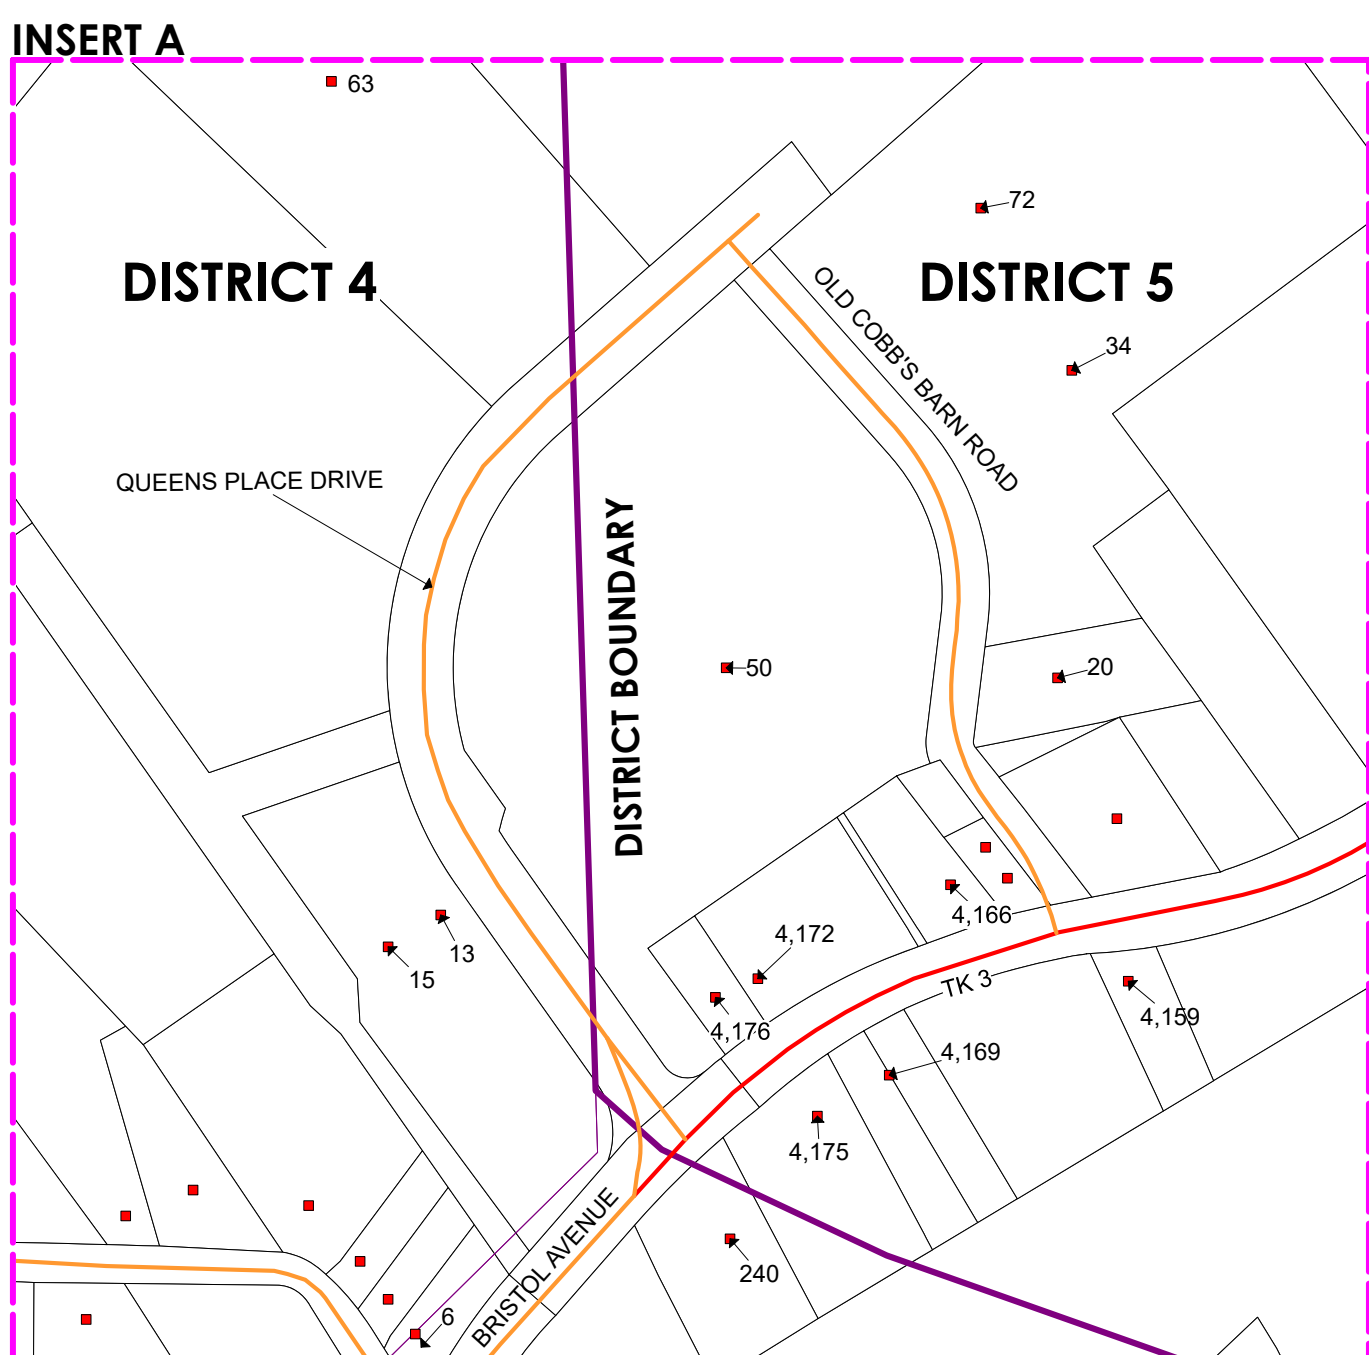 INSERT A
63
72
DISTRICT 4
DISTRICT 5
OLD COBB'S BARN ROAD
34
QUEENS PLACE DRIVE
DISTRICT BOUNDARY
50
20
4,166
4,172
13
15
TK 3
4,176
4,159
4,169
4,175
BRISTOL AVENUE
240
6